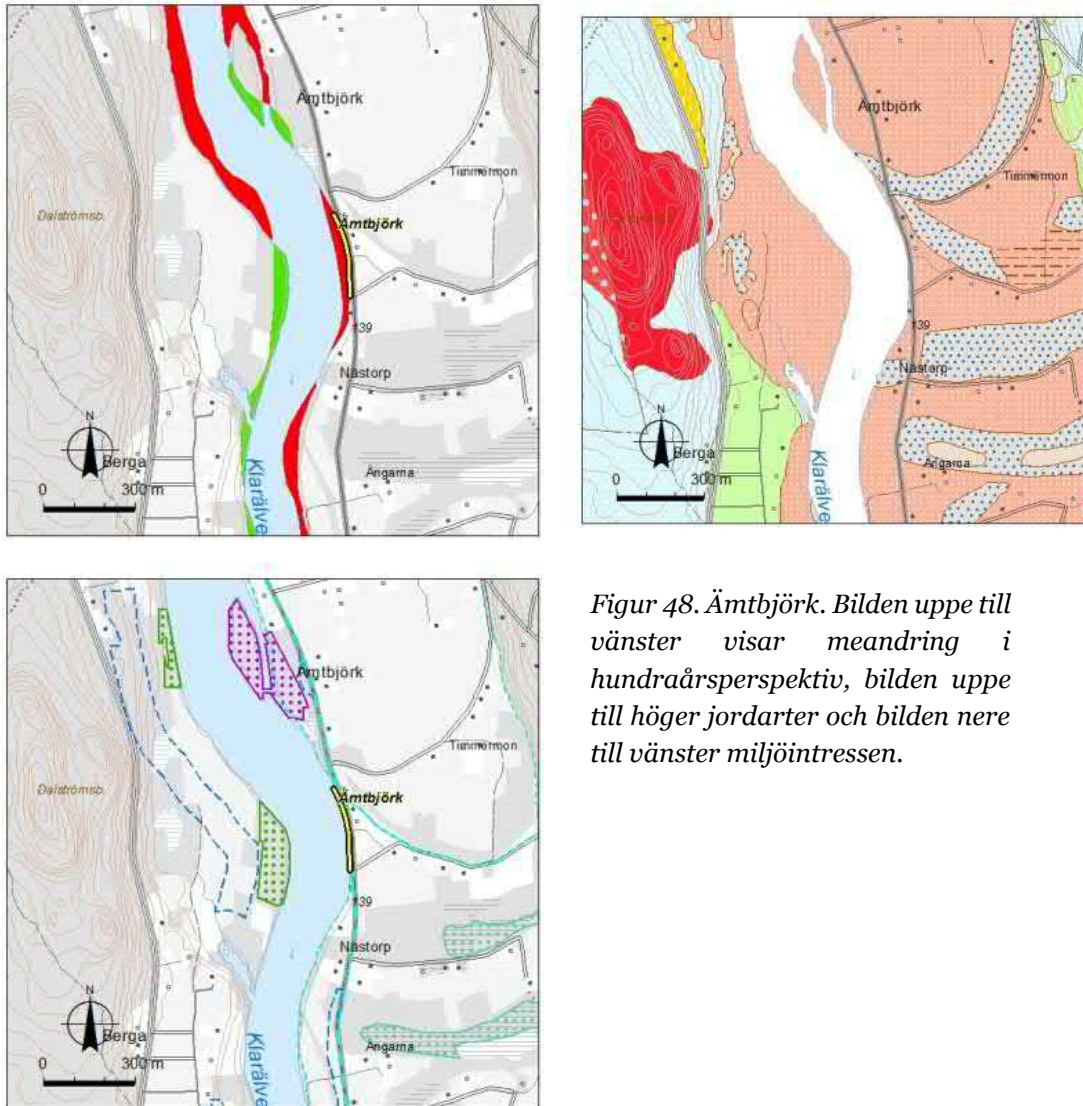 Ämtbjörk
Timmermon
Dalströmsb.
Ämtbjörk
139
Nästorp
N
Berga
Ängarna
0 300 m
Klarälve
Ämtbjörk
Timmermon
139
Nästorp
N
Berga
Ängarna
0 300 m
Klarälve
Ämtbjörk
Timmermon
Dalströmsb.
Ämtbjörk
139
Nästorp
N
Berga
Ängarna
0 300 m
Klarälve
Figur 48. Ämtbjörk. Bilden uppe till
vänster visar meandring i
hundraårsperspektiv, bilden uppe
till höger jordarter och bilden nere
till vänster miljöintressen.